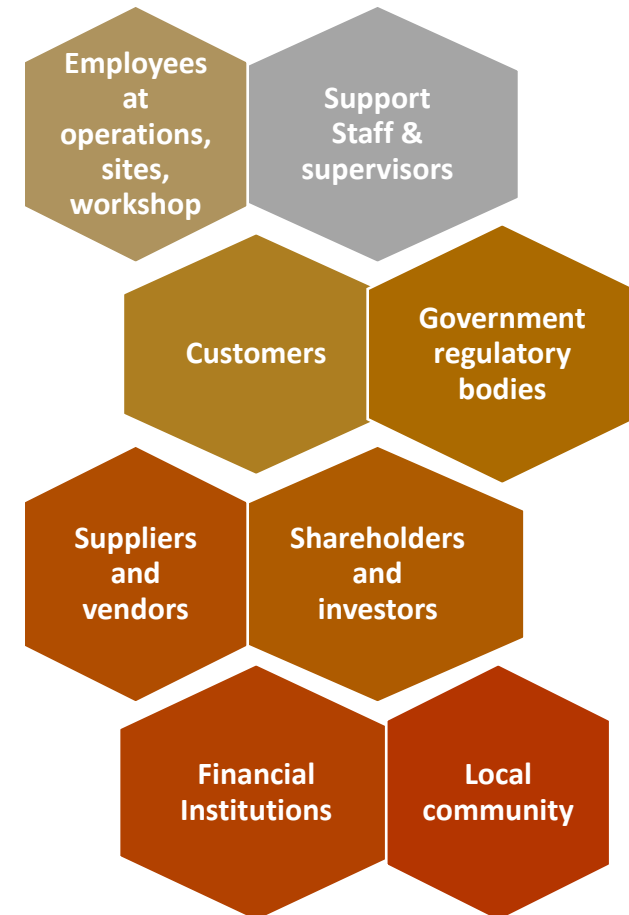 Employees
at
operations,
sites,
workshop
Support
Staff &
supervisors
Customers
Government
regulatory
bodies
Suppliers
and
vendors
Shareholders
and
investors
Financial
Institutions
Local
community